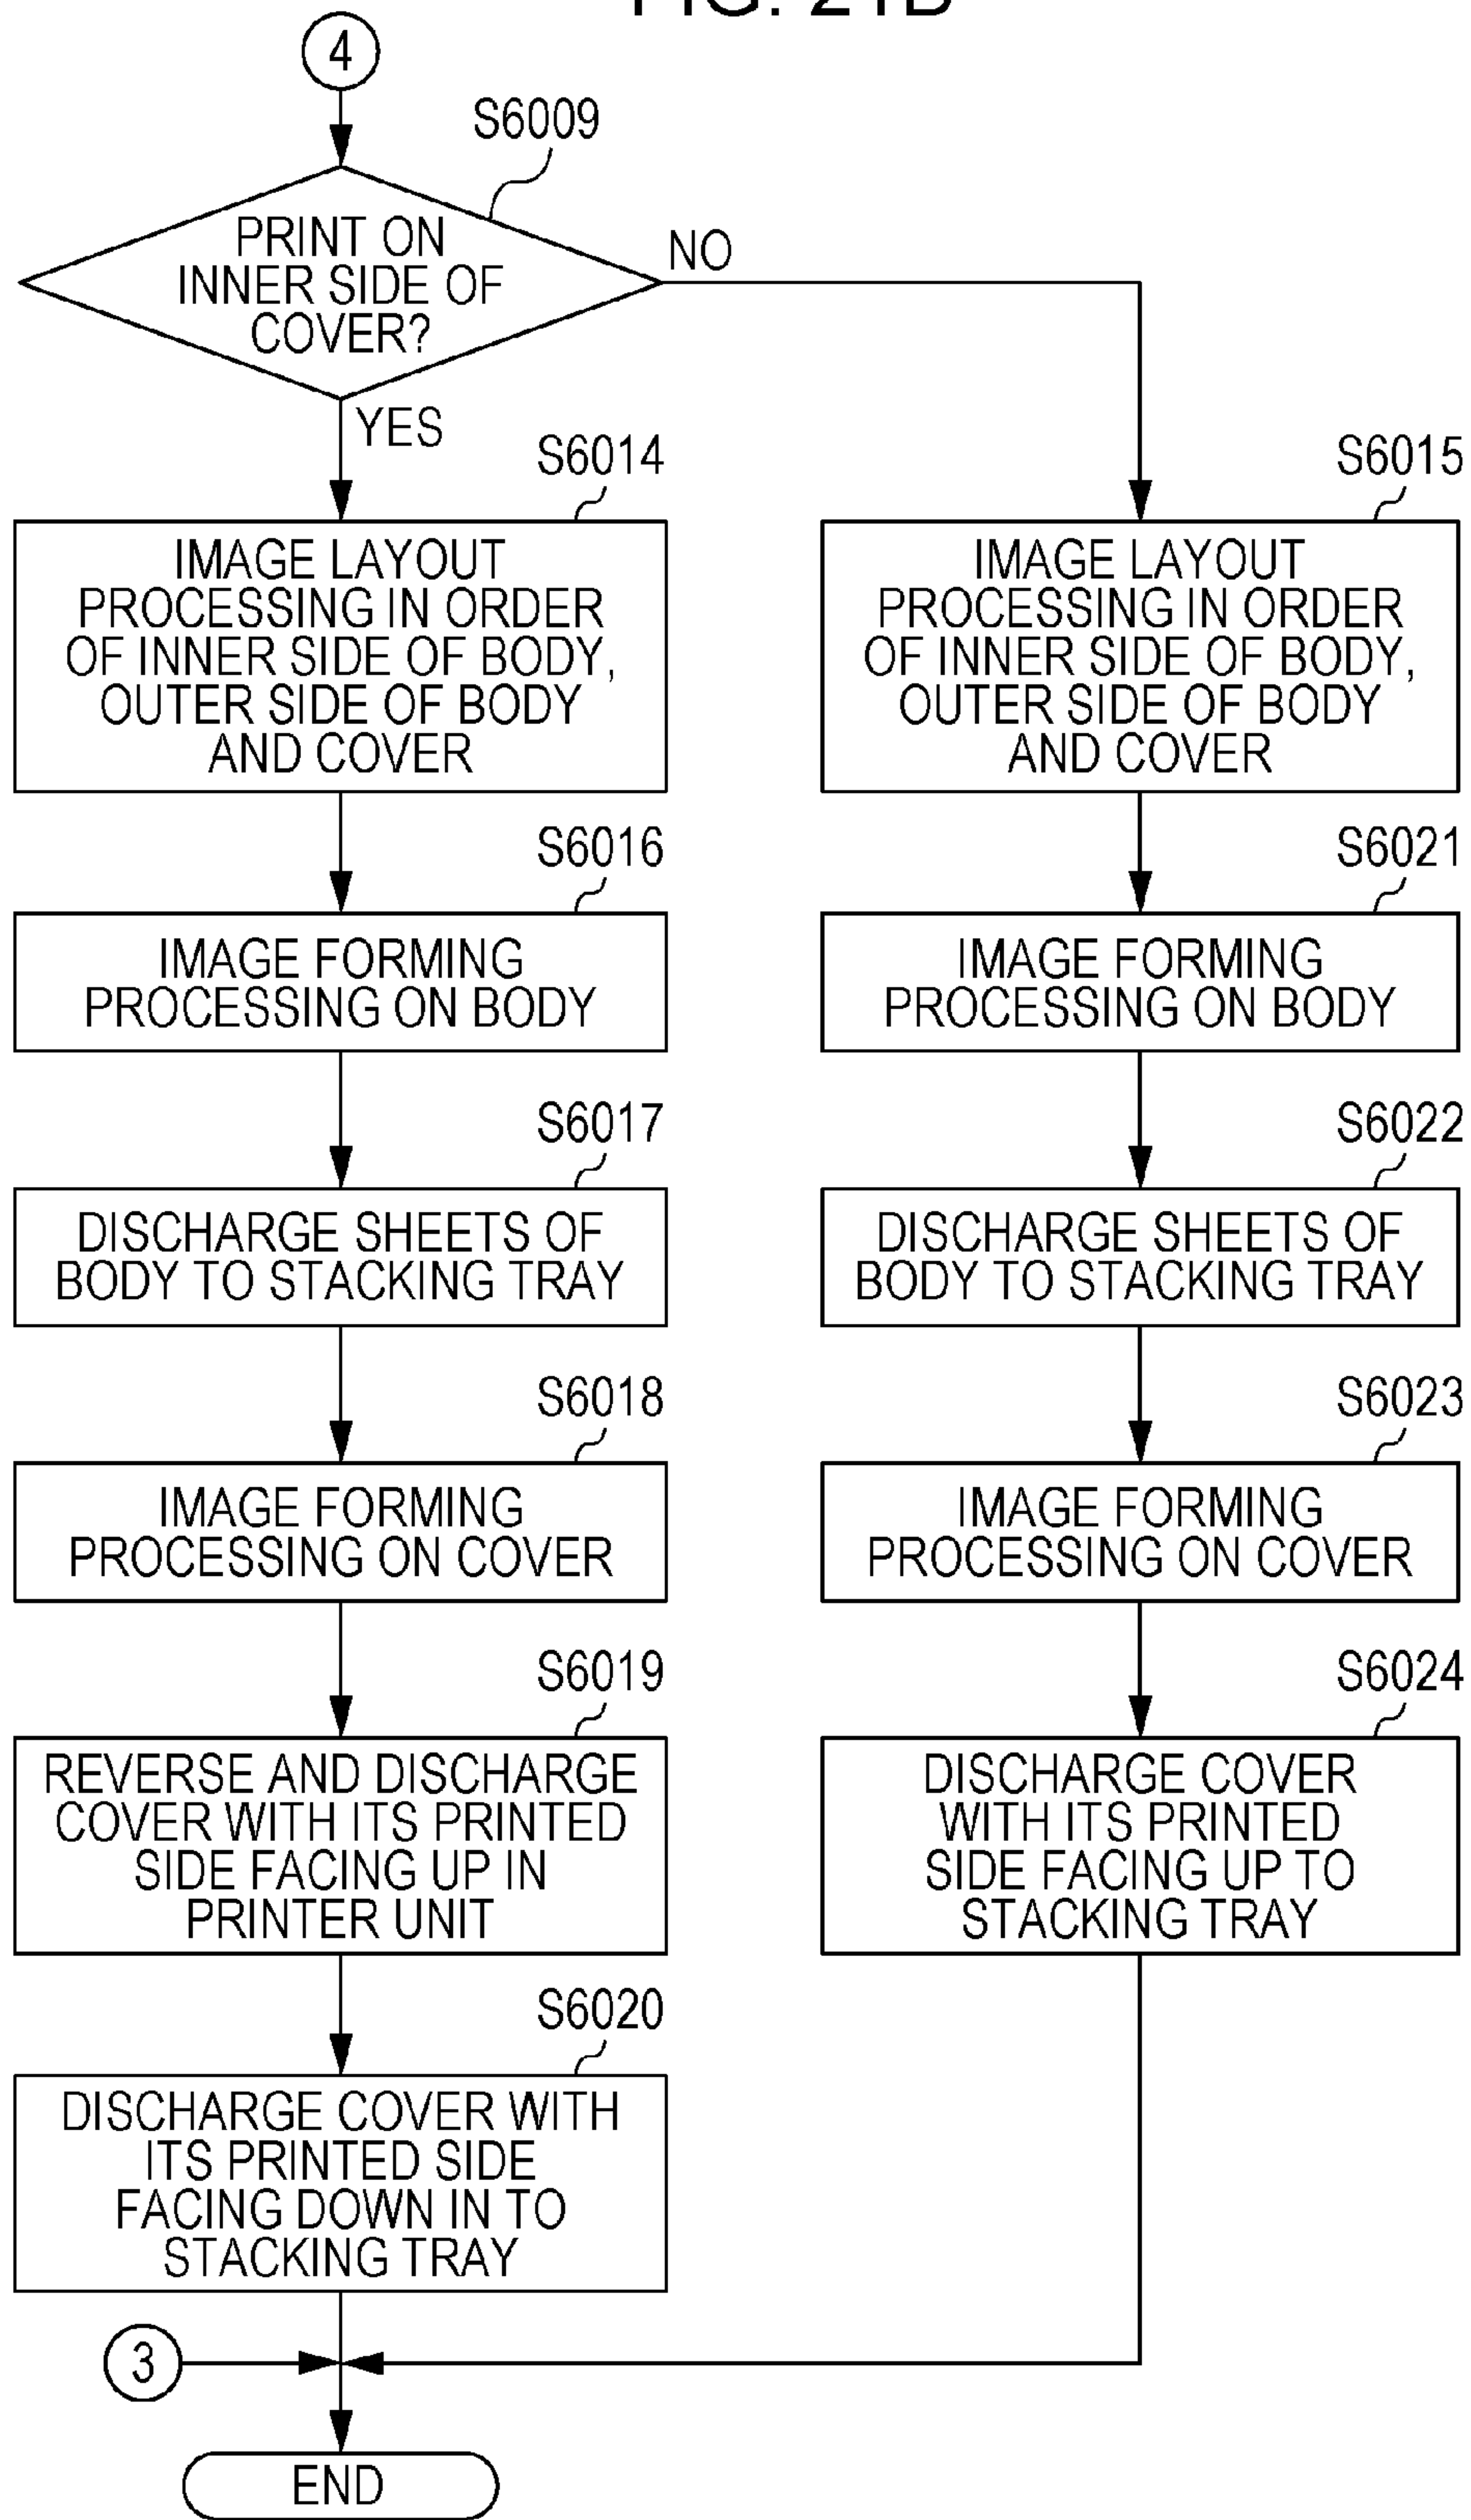 FIG. 21B
4
S6009
PRINT ON
INNER SIDE OF
COVER?
NO
YES
S6014
IMAGE LAYOUT
PROCESSING IN ORDER
OF INNER SIDE OF BODY,
OUTER SIDE OF BODY
AND COVER
S6015
IMAGE LAYOUT
PROCESSING IN ORDER
OF INNER SIDE OF BODY,
OUTER SIDE OF BODY
AND COVER
S6016
IMAGE FORMING
PROCESSING ON BODY
S6021
IMAGE FORMING
PROCESSING ON BODY
S6017
DISCHARGE SHEETS OF
BODY TO STACKING TRAY
S6022
DISCHARGE SHEETS OF
BODY TO STACKING TRAY
S6018
IMAGE FORMING
PROCESSING ON COVER
S6023
IMAGE FORMING
PROCESSING ON COVER
S6019
REVERSE AND DISCHARGE
COVER WITH ITS PRINTED
SIDE FACING UP IN
PRINTER UNIT
S6024
DISCHARGE COVER
WITH ITS PRINTED
SIDE FACING UP TO
STACKING TRAY
S6020
DISCHARGE COVER WITH
ITS PRINTED SIDE
FACING DOWN IN TO
STACKING TRAY
3
END